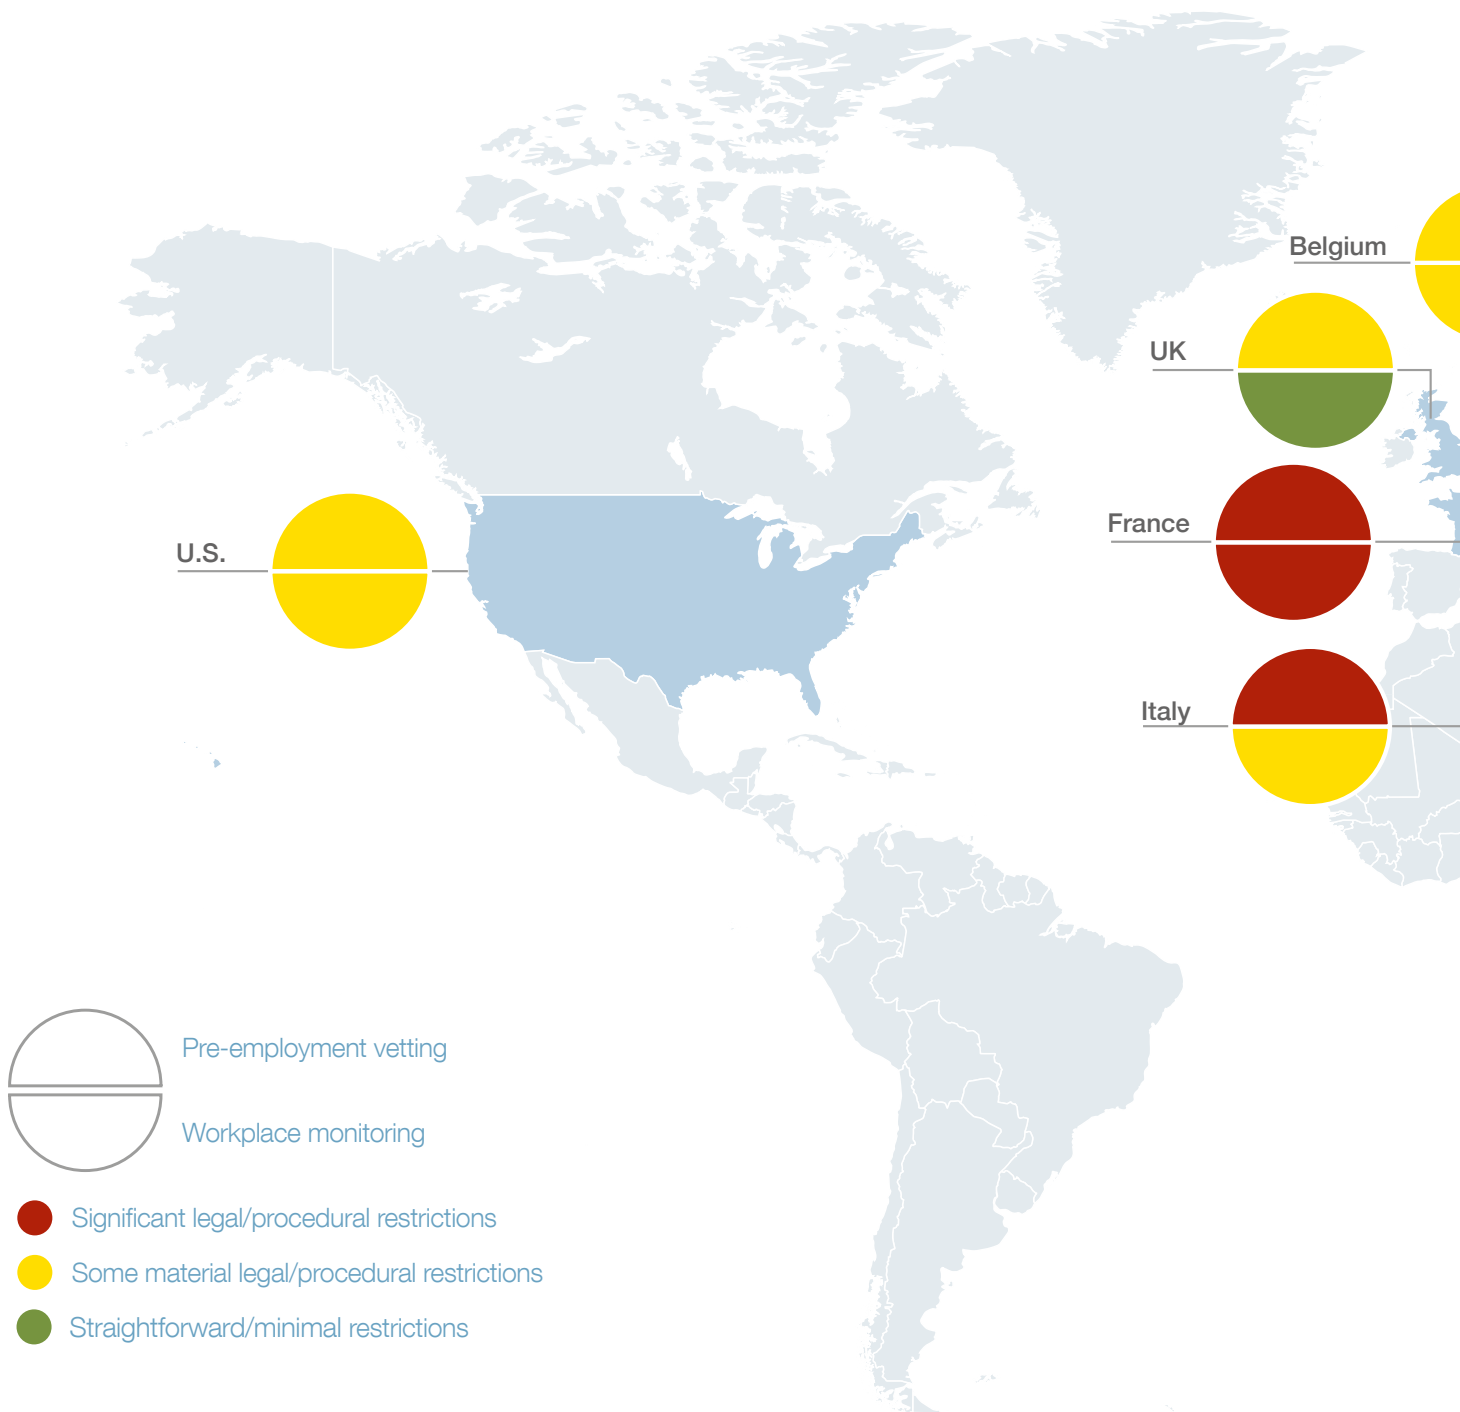 Belgium
UK
France
U.S.
Italy
Pre-employment vetting
Workplace monitoring
Significant legal/procedural restrictions
Some material legal/procedural restrictions
Straightforward/minimal restrictions